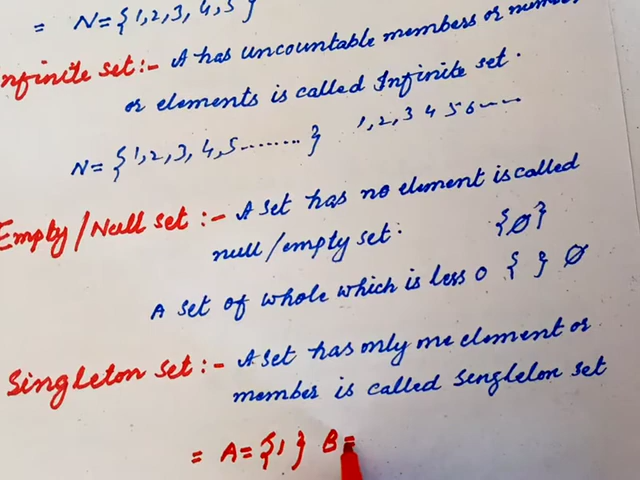 = N={1,2,3,4,5}
Infinite set:- A has uncountable members or number
or elements is called Infinite set.
N={1,2,3,4,5........} 1,2,3 4 5 6.....
Empty/Null set :- A set has no element is called
null/empty set. {Ø}
A set of whole which is less 0 { } Ø
Singleton set:- A set has only one element or
member is called Senglelon set
= A={1} B=